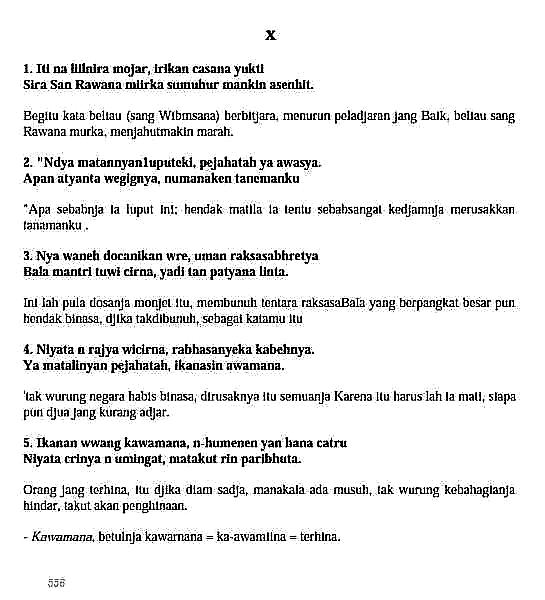 X
1. Iti na lilinira mojar, irikan casana yukti
Sira San Rawana miirka sumuhur mankin asenhit.
Begitu kata beliau (sang Wibmsana) berbitjara, menurun peladjaran jang Baik, beliau sang
Rawana murka, menjahutmakin marah.
2. "Ndya matannyan1uputeki, pejahatah ya awasya.
Apan atyanta wegignya, numanaken tanemanku
"Apa sebabnja ia luput ini; hendak matila ia tentu sebabsangat kedjamnja merusakkan
tanamanku .
3. Nya waneh docanikan wre, uman raksasabhretya
Bala mantri tuwi cirna, yadi tan patyana linta.
Ini lah pula dosanja monjet itu, membunuh tentara raksasaBala yang berpangkat besar pun
hendak binasa, djika takdibunuh, sebagai katamu itu
4. Niyata n rajya wicirna, rabhasanyeka kabehnya.
Ya matalinyan pejahatah, ikanasin awamana.
'tak wurung negara habis binasa, dirusaknya itu semuanja Karena itu harus lah ia mati, siapa
pun djua jang kurang adjar.
5. Ikanan wwang kawamana, n-humenen yan hana catru
Niyata crinya n umingat, matakut rin paribhuta.
Orang jang terhina, itu djika diam sadja, manakala ada musuh, tak wurung kebahagianja
hindar, takut akan penghinaan.
- Kawamana, betulnja kawarnana = ka-awamlina = terhina.
556